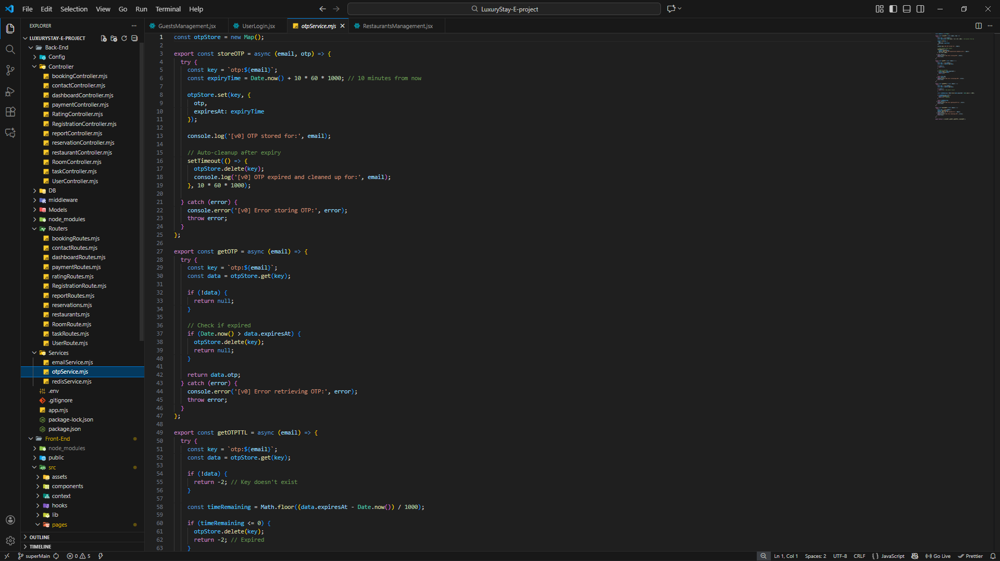 File Edit Selection View Go Run Terminal Help
LuxuryStay-E-project
EXPLORER
LUXURYSTAY-E-PROJECT
Back-End
Config
Controller
bookingController.mjs
contactController.mjs
dashboardController.mjs
paymentController.mjs
RatingController.mjs
RegistrationController.mjs
reportController.mjs
reservationController.mjs
restaurantController.mjs
RoomController.mjs
taskController.mjs
UserController.mjs
DB
middleware
Models
node_modules
Routers
bookingRoutes.mjs
contactRoutes.mjs
dashboardRoutes.mjs
paymentRoutes.mjs
ratingRoutes.mjs
RegistrationRoute.mjs
reportRoutes.mjs
reservations.mjs
restaurants.mjs
RoomRoute.mjs
taskRoutes.mjs
UserRoute.mjs
Services
emailService.mjs
otpService.mjs
redisService.mjs
.env
.gitignore
app.mjs
package-lock.json
package.json
Front-End
node_modules
public
src
assets
components
context
hooks
lib
pages
OUTLINE
TIMELINE
GuestsManagement.jsx UserLogin.jsx otpService.mjs RestaurantsManagement.jsx
1 const otpStore = new Map();
2
3 export const storeOTP = async (email, otp) => {
4 try {
5 const key = `otp:${email}`;
6 const expiryTime = Date.now() + 10 * 60 * 1000; // 10 minutes from now
7
8 otpStore.set(key, {
9 otp,
10 expiresAt: expiryTime
11 });
12
13 console.log('[v0] OTP stored for:', email);
14
15 // Auto-cleanup after expiry
16 setTimeout(() => {
17 otpStore.delete(key);
18 console.log('[v0] OTP expired and cleaned up for:', email);
19 }, 10 * 60 * 1000);
20
21 } catch (error) {
22 console.error('[v0] Error storing OTP:', error);
23 throw error;
24 }
25 };
26
27 export const getOTP = async (email) => {
28 try {
29 const key = `otp:${email}`;
30 const data = otpStore.get(key);
31
32 if (!data) {
33 return null;
34 }
35
36 // Check if expired
37 if (Date.now() > data.expiresAt) {
38 otpStore.delete(key);
39 return null;
40 }
41
42 return data.otp;
43 } catch (error) {
44 console.error('[v0] Error retrieving OTP:', error);
45 throw error;
46 }
47 };
48
49 export const getOTPTTL = async (email) => {
50 try {
51 const key = `otp:${email}`;
52 const data = otpStore.get(key);
53
54 if (!data) {
55 return -2; // Key doesn't exist
56 }
57
58 const timeRemaining = Math.floor((data.expiresAt - Date.now()) / 1000);
59
60 if (timeRemaining <= 0) {
61 otpStore.delete(key);
62 return -2; // Expired
63 }
superMain 0 5 Ln 1, Col 1 Spaces: 2 UTF-8 CRLF { } JavaScript Go Live Prettier